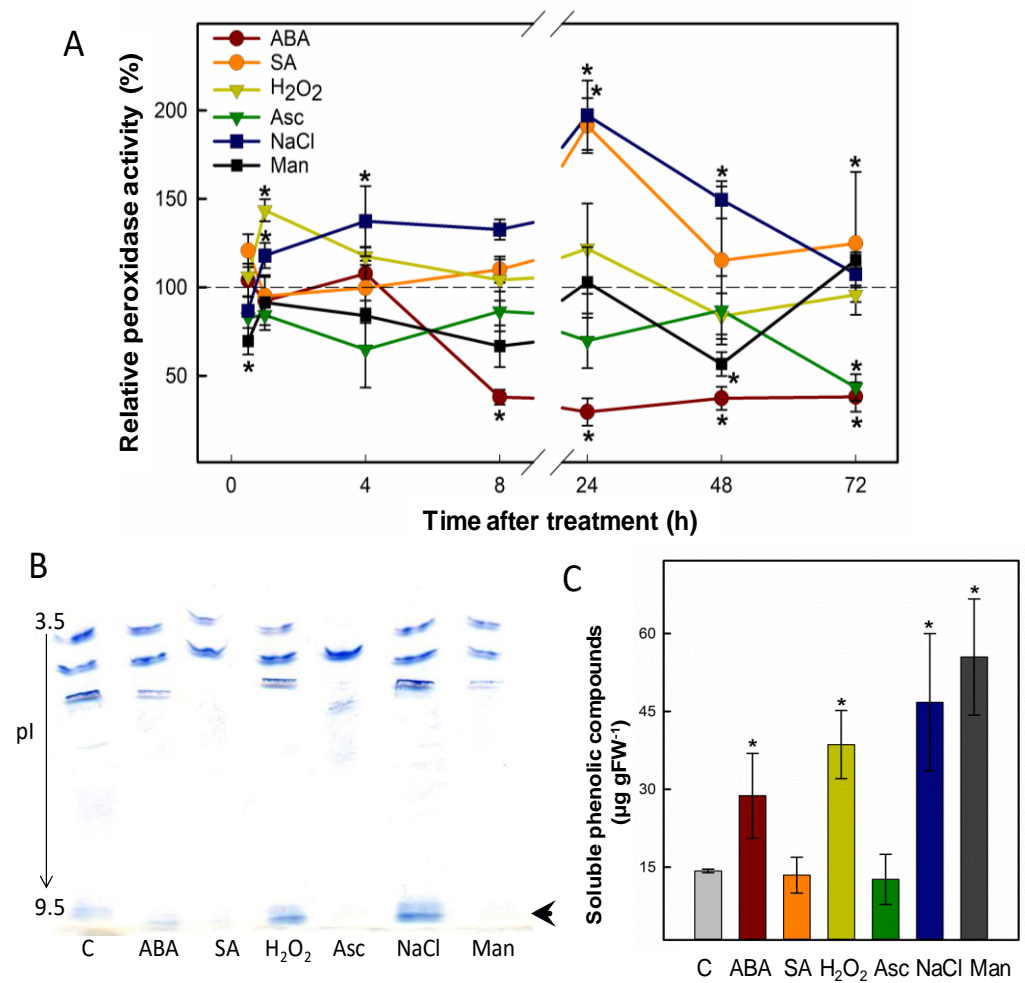 A
ABA
SA
H₂O₂
Asc
NaCl
Man
Relative peroxidase activity (%)
200
150
100
50
* * * * * * * * * * * * * * * *
0 4 8 24 48 72
Time after treatment (h)
B
3.5
pI
9.5
C ABA SA H₂O₂ Asc NaCl Man
C
Soluble phenolic compounds
(µg gFW⁻¹)
60
45
30
15
* * * *
C ABA SA H₂O₂ Asc NaCl Man